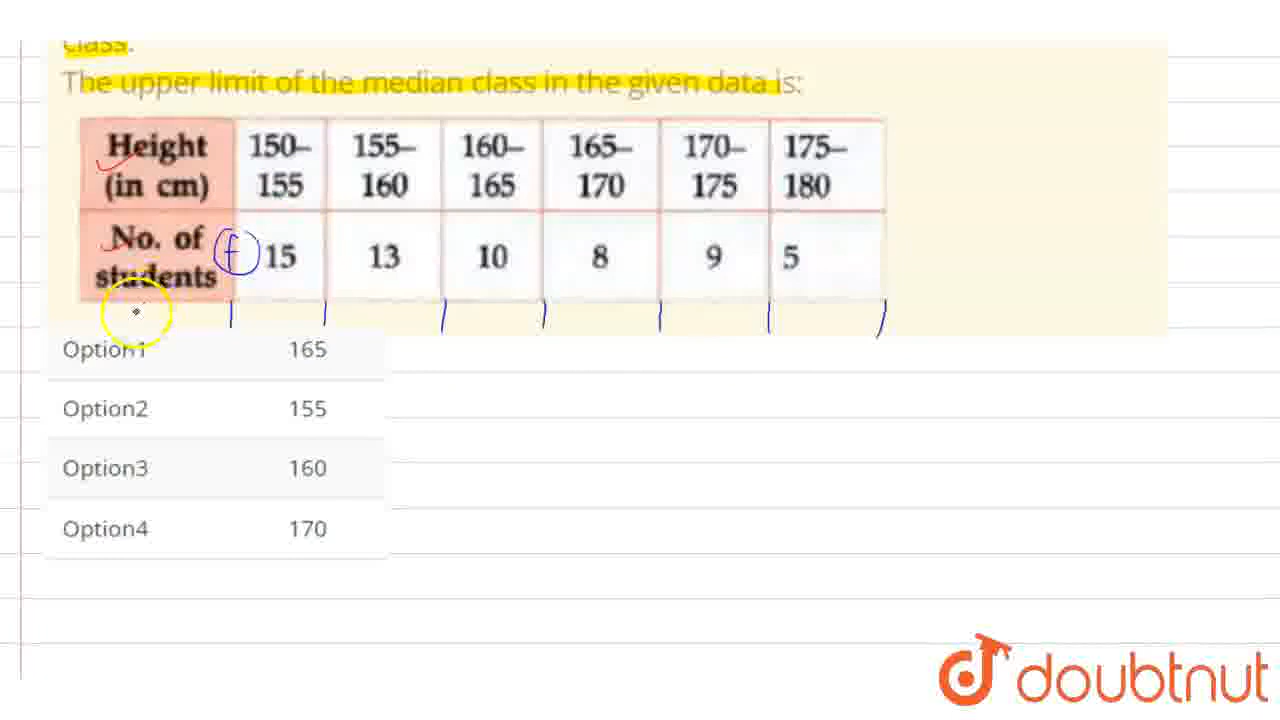 class.
The upper limit of the median class in the given data is:
Height (in cm) 150–155 155–160 160–165 165–170 170–175 175–180
No. of students f 15 13 10 8 9 5
Option1 165
Option2 155
Option3 160
Option4 170
doubtnut